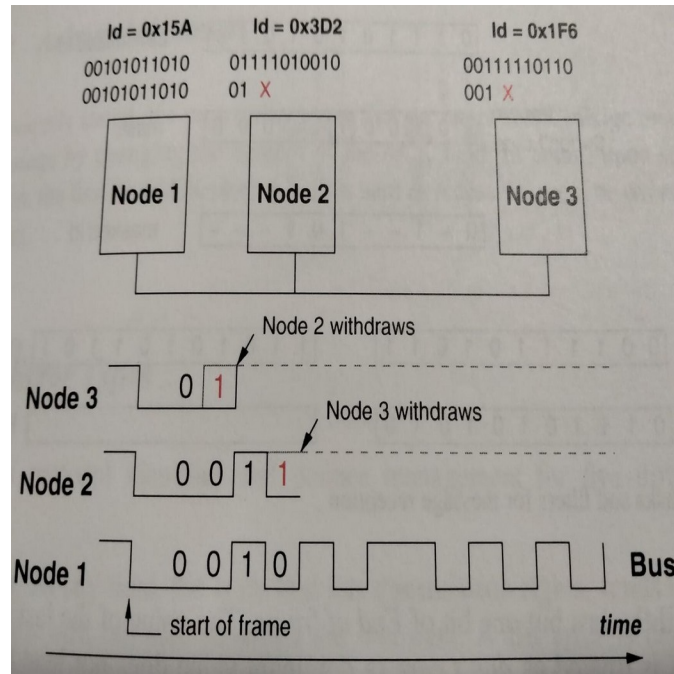 Id = 0x15A
Id = 0x3D2
Id = 0x1F6
00101011010
01111010010
00111110110
00101011010
01 X
001 X
Node 1
Node 2
Node 3
Node 2 withdraws
Node 3
0 1
Node 3 withdraws
Node 2
0 0 1 1
Node 1
0 0 1 0
Bus
start of frame
time